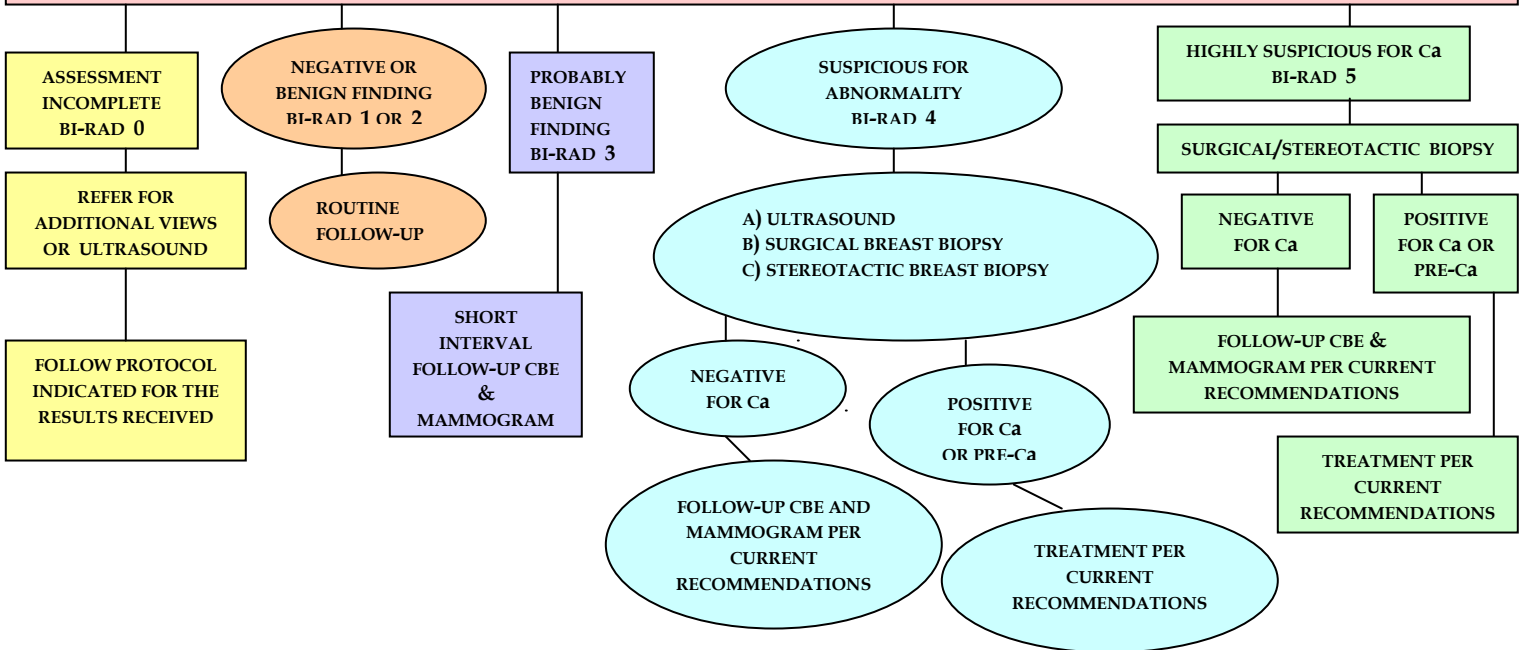 ASSESSMENT
INCOMPLETE
BI-RAD 0
REFER FOR
ADDITIONAL VIEWS
OR ULTRASOUND
FOLLOW PROTOCOL
INDICATED FOR THE
RESULTS RECEIVED
NEGATIVE OR
BENIGN FINDING
BI-RAD 1 OR 2
ROUTINE
FOLLOW-UP
PROBABLY
BENIGN
FINDING
BI-RAD 3
SHORT
INTERVAL
FOLLOW-UP CBE
&
MAMMOGRAM
SUSPICIOUS FOR
ABNORMALITY
BI-RAD 4
A) ULTRASOUND
B) SURGICAL BREAST BIOPSY
C) STEREOTACTIC BREAST BIOPSY
NEGATIVE
FOR Ca
FOLLOW-UP CBE AND
MAMMOGRAM PER
CURRENT
RECOMMENDATIONS
POSITIVE
FOR Ca
OR PRE-Ca
TREATMENT PER
CURRENT
RECOMMENDATIONS
HIGHLY SUSPICIOUS FOR Ca
BI-RAD 5
SURGICAL/STEREOTACTIC BIOPSY
NEGATIVE
FOR Ca
FOLLOW-UP CBE &
MAMMOGRAM PER CURRENT
RECOMMENDATIONS
POSITIVE
FOR Ca OR
PRE-Ca
TREATMENT PER
CURRENT
RECOMMENDATIONS